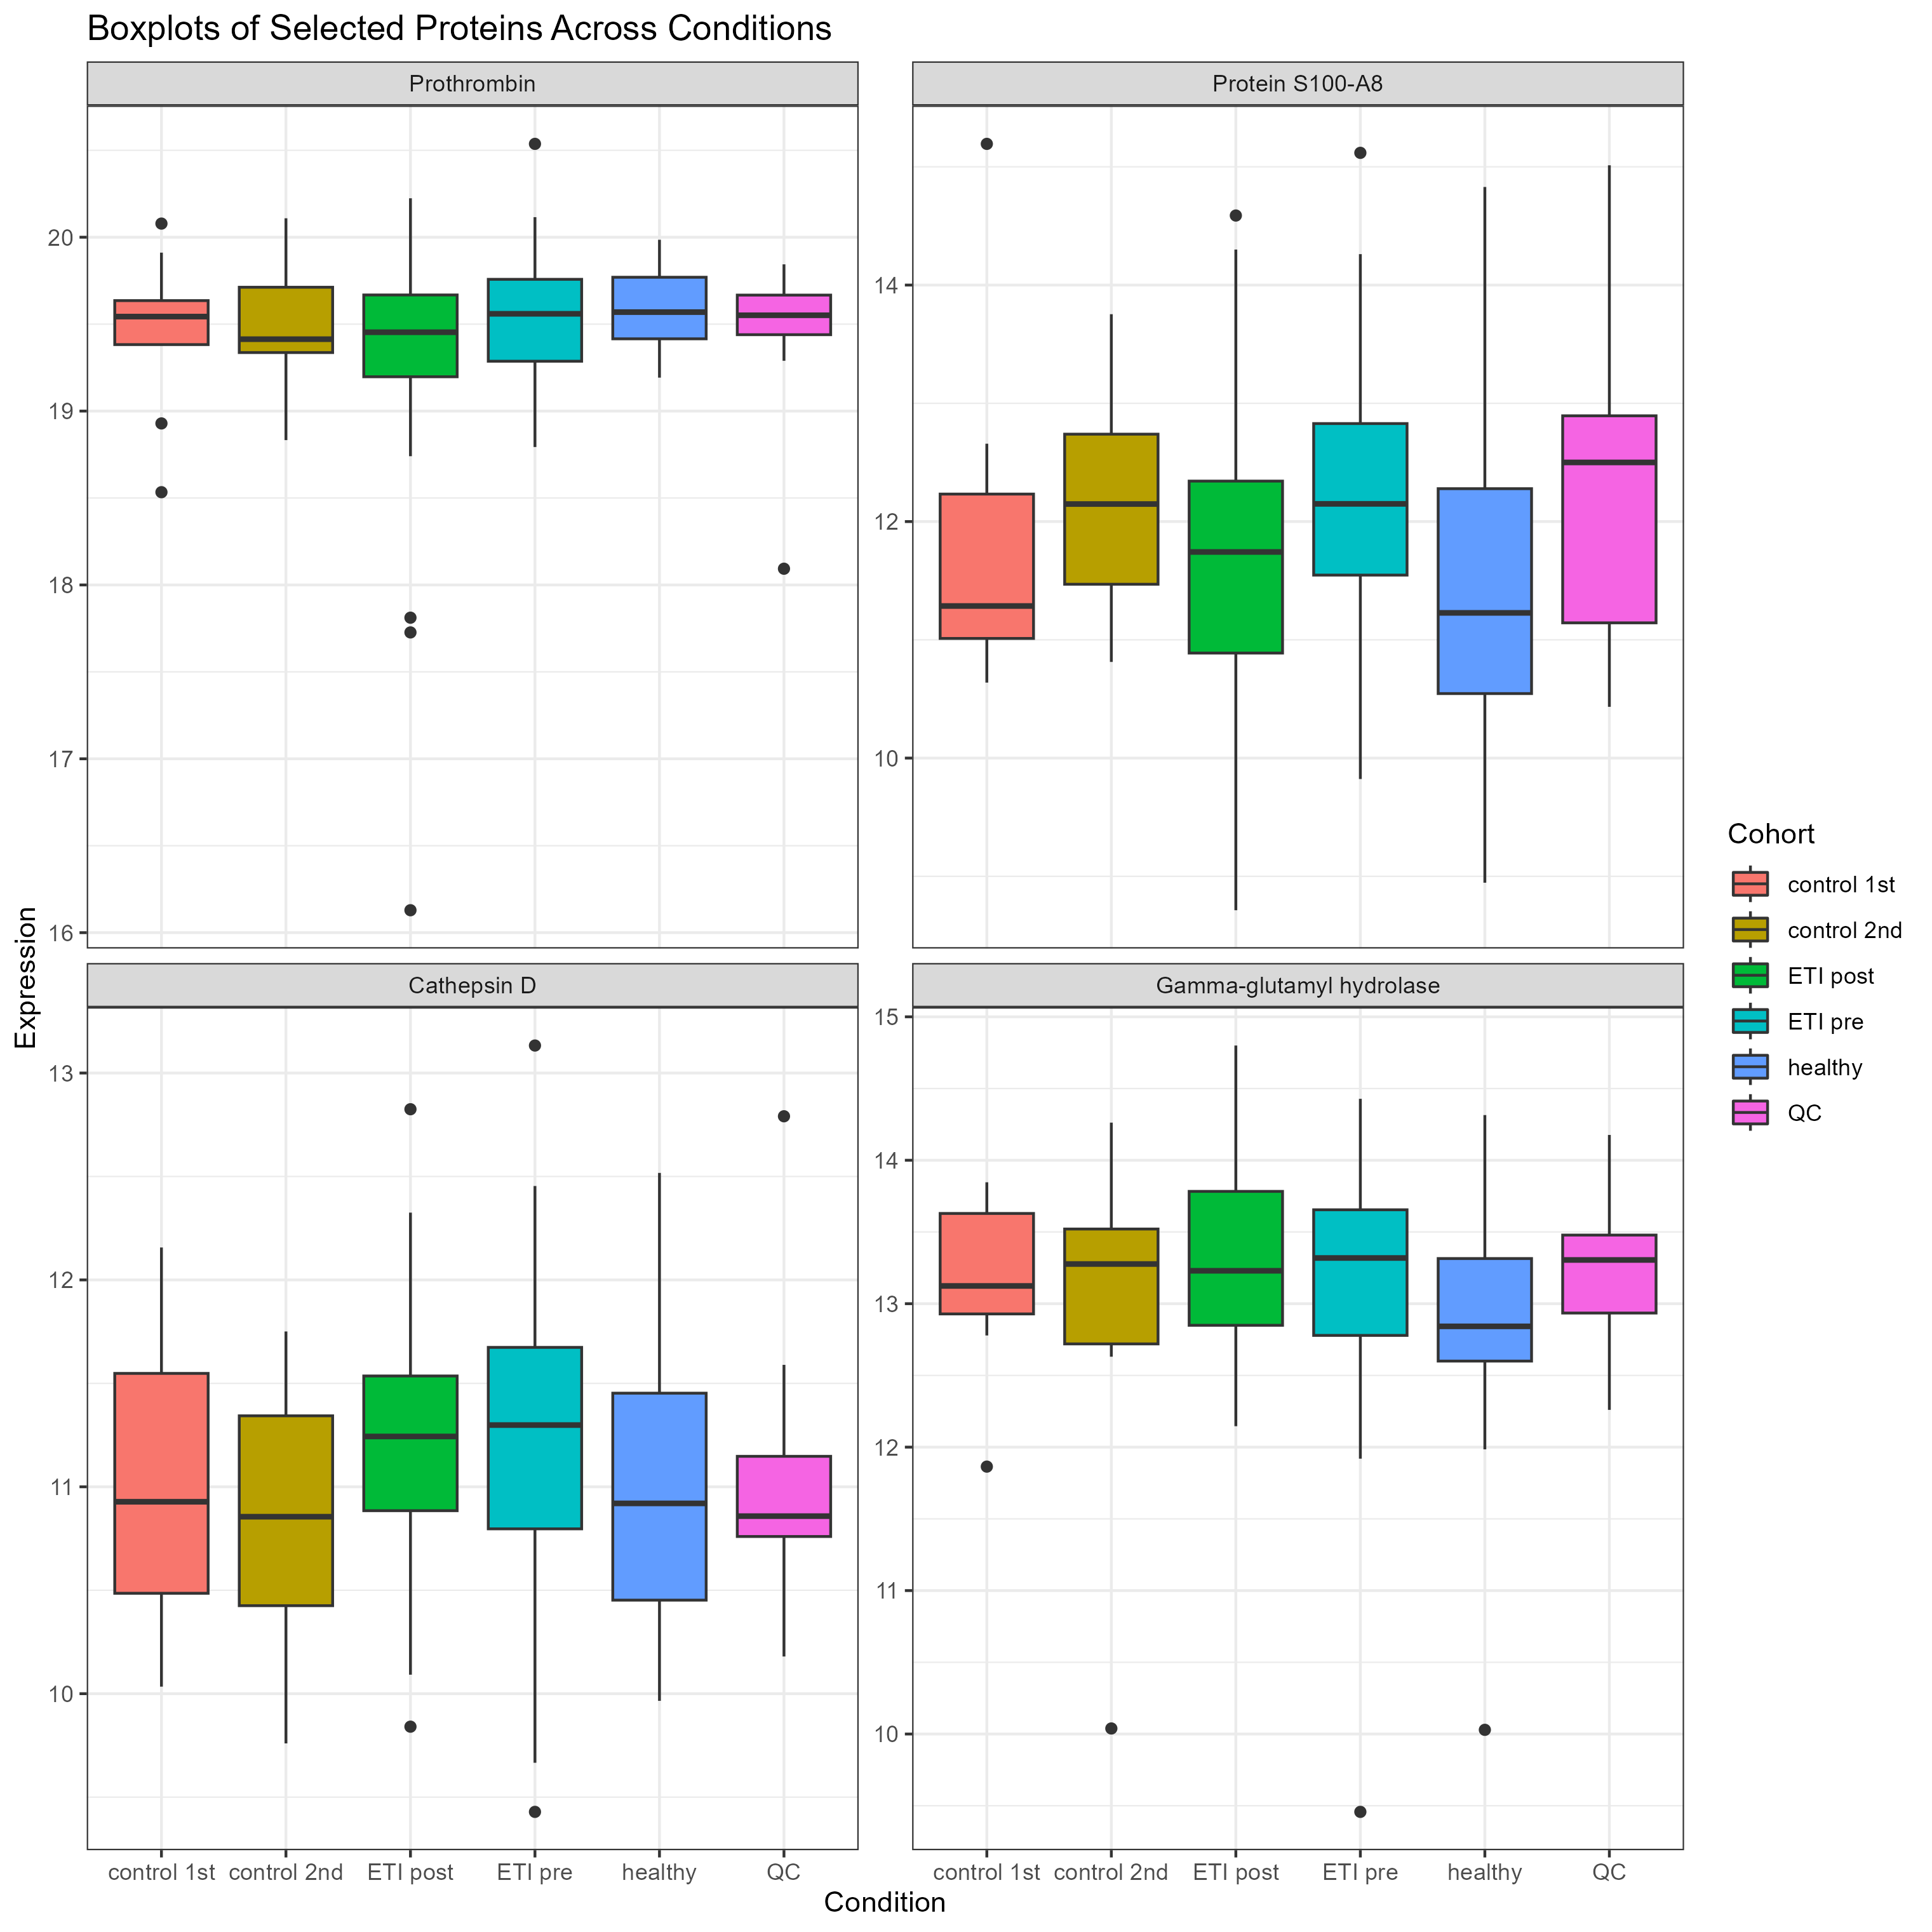 Boxplots of Selected Proteins Across Conditions
Prothrombin
20
19
18
17
16
Protein S100-A8
14
12
10
Cathepsin D
13
12
11
10
Gamma-glutamyl hydrolase
15
14
13
12
11
10
control 1st control 2nd ETI post ETI pre healthy QC
control 1st control 2nd ETI post ETI pre healthy QC
Condition
Expression
Cohort
control 1st
control 2nd
ETI post
ETI pre
healthy
QC